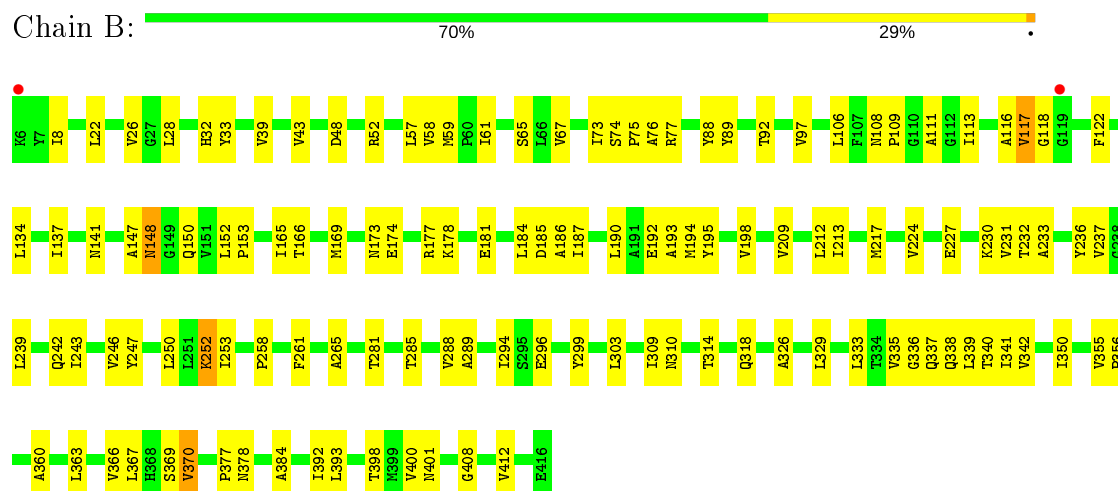 Chain B:
70% 29% •
K6 Y7 I8 L22 V26 G27 L28 H32 Y33 V39 V43 D48 R52 L57 V58 M59 P60 I61 S65 L66 V67 I73 S74 P75 A76 R77 Y88 Y89 T92 V97 L106 F107 N108 P109 G110 A111 G112 I113 A116 V117 G118 G119 F122
L134 I137 N141 A147 N148 G149 Q150 V151 L152 P153 I165 T166 M169 N173 E174 R177 K178 E181 L184 D185 A186 I187 L190 A191 E192 A193 M194 Y195 V198 V209 L212 I213 M217 V224 E227 K230 V231 T232 A233 Y236 V237 G238
L239 Q242 I243 V246 Y247 L250 L251 K252 I253 P258 F261 A265 T281 T285 V288 A289 I294 S295 E296 Y299 L303 I309 N310 T314 Q318 A326 L329 L333 T334 V335 G336 Q337 Q338 L339 T340 I341 V342 I350 V355 P356
A360 L363 V366 L367 H368 S369 V370 P377 N378 A384 I392 L393 T398 M399 V400 N401 G408 V412 E416